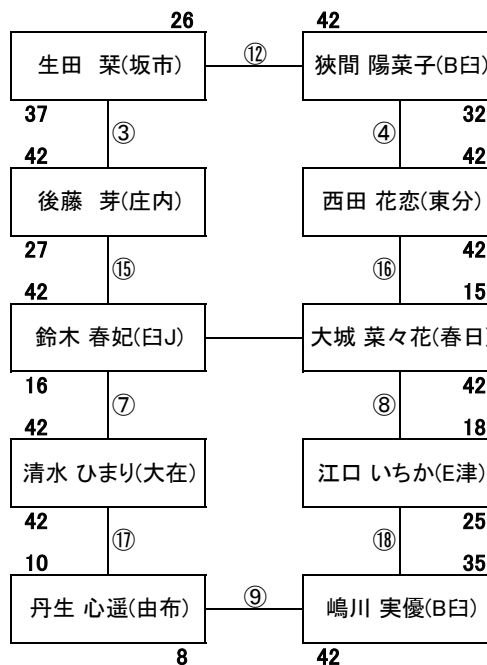 26 42
生田 栞(坂市) ⑫ 狹間 陽菜子(B臼)
37 32
③ ④
42 42
後藤 芽(庄内) 西田 花恋(東分)
27 42
⑮ ⑯
42 15
鈴木 春妃(臼J) 大城 菜々花(春日)
16 42
⑦ ⑧
42 18
清水 ひまり(大在) 江口 いちか(E津)
42 25
⑰ ⑱
10 35
丹生 心遥(由布) ⑨ 嶋川 実優(B臼)
8 42